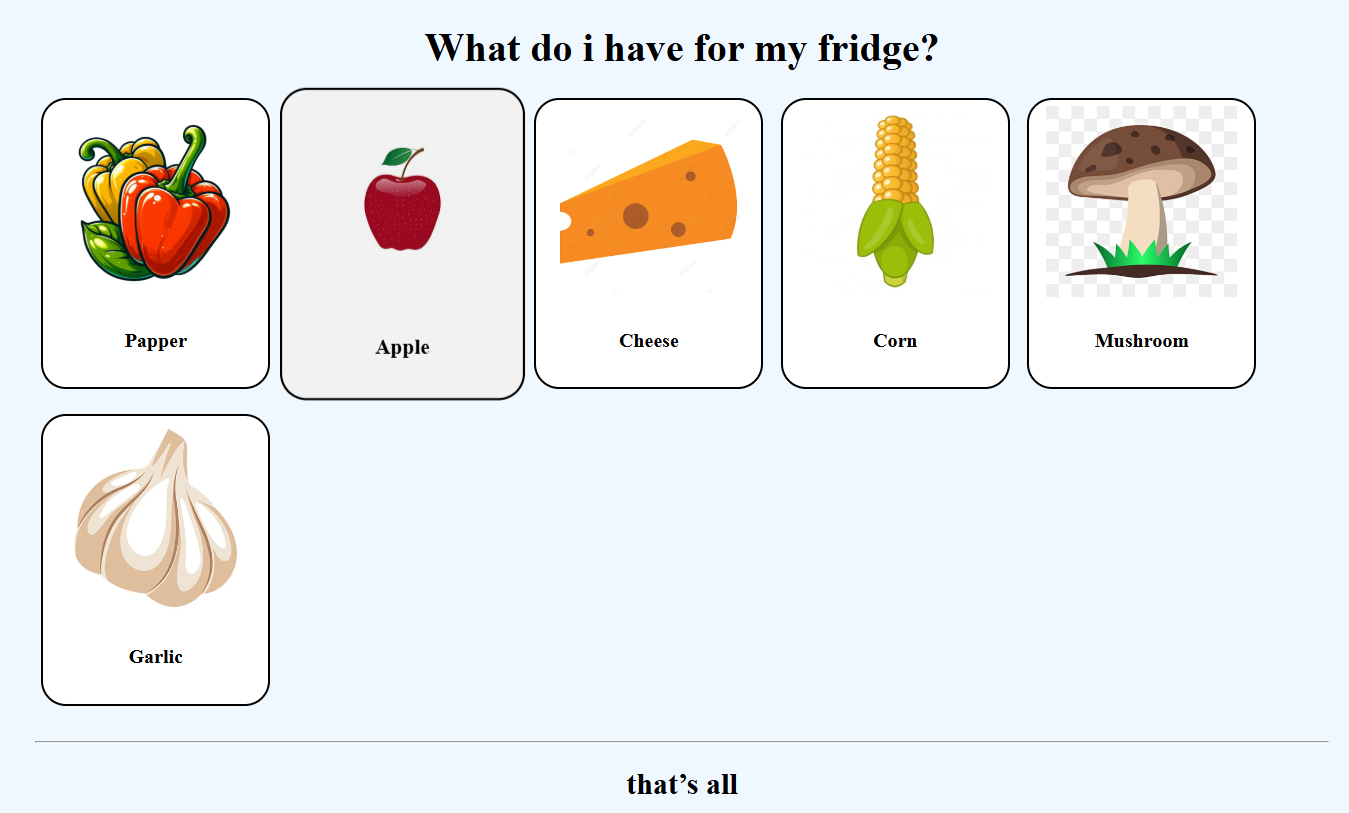 What do i have for my fridge?
Papper
Apple
Cheese
Corn
Mushroom
Garlic
that’s all